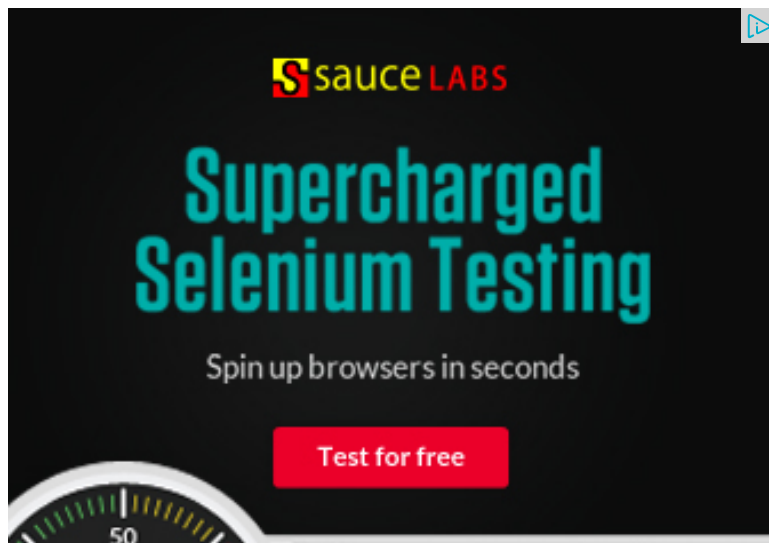 sauce LABS
Supercharged
Selenium Testing
Spin up browsers in seconds
Test for free
50